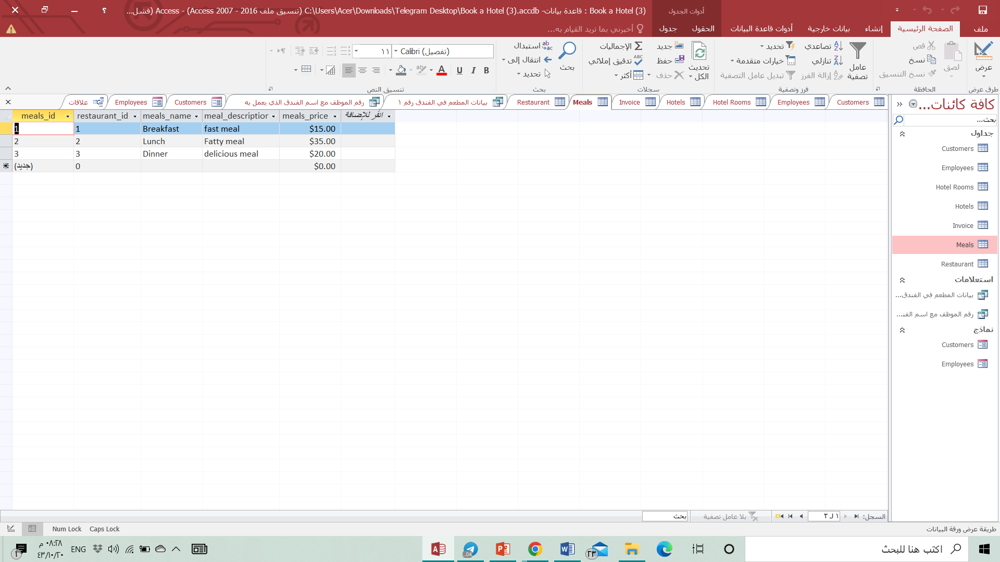 Book a Hotel (3) : قاعدة بيانات- C:\Users\Acer\Downloads\Telegram Desktop\Book a Hotel (3).accdb (تنسيق ملف Access 2007 - 2016) - Access (فشل...
أدوات الجدول
ملف
الصفحة الرئيسية
إنشاء
بيانات خارجية
أدوات قاعدة البيانات
الحقول
جدول
أخبرني بما تريد القيام به...
عرض
طرق عرض
لصق
قص
نسخ
نسخ التنسيق
الحافظة
عامل تصفية
تصاعدي
تنازلي
إزالة الفرز
تحديد
خيارات متقدمة
تبديل عامل التصفية
فرز وتصفية
تحديث الكل
جديد
حفظ
حذف
الإجماليات
تدقيق إملائي
أكثر
سجلات
بحث
استبدال
انتقال إلى
تحديد
بحث
Calibri (تفصيل)
١١
B I U A
تنسيق النص
Customers
Employees
Hotel Rooms
Hotels
Invoice
Meals
Restaurant
بيانات المطعم في الفندق رقم ١
رقم الموظف مع اسم الفندق الذي يعمل به
Customers
Employees
علاقات
meals_id restaurant_id meals_name meal_description meals_price انقر للإضافة
1 1 Breakfast fast meal $15.00
2 2 Lunch Fatty meal $35.00
3 3 Dinner delicious meal $20.00
(جديد) 0 $0.00
كافة كائنات...
بحث...
جداول
Customers
Employees
Hotel Rooms
Hotels
Invoice
Meals
Restaurant
استعلامات
بيانات المطعم في الفندق...
رقم الموظف مع اسم الفنـ...
نماذج
Customers
Employees
السجل: ١ لـ ٣
بلا عامل تصفية
بحث
طريقة عرض ورقة البيانات
Num Lock Caps Lock
اكتب هنا للبحث
٢٣
04
ENG
٠٨:٢٨ م
٤٣/١٠/٢٠
١